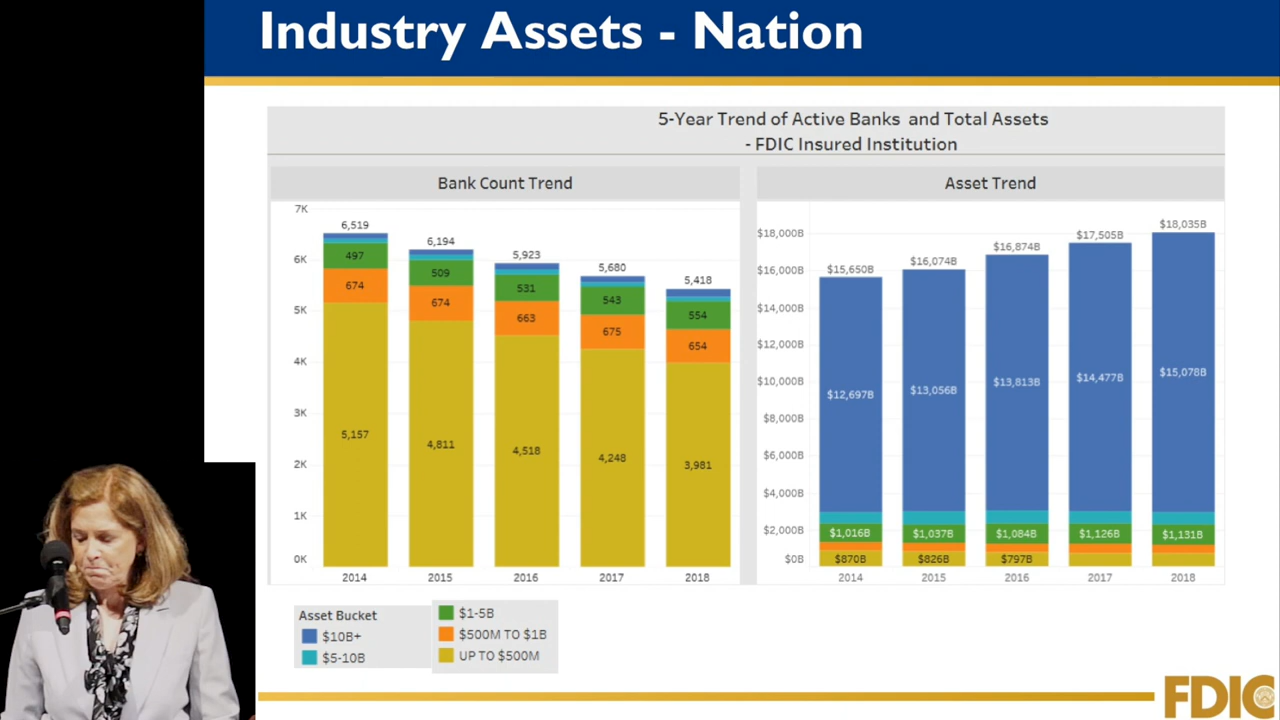 Industry Assets - Nation
5-Year Trend of Active Banks and Total Assets
- FDIC Insured Institution
Bank Count Trend
7K
6K
5K
4K
3K
2K
1K
0K
6,519
497
674
5,157
2014
6,194
509
674
4,811
2015
5,923
531
663
4,518
2016
5,680
543
675
4,248
2017
5,418
554
654
3,981
2018
Asset Trend
$18,000B
$16,000B
$14,000B
$12,000B
$10,000B
$8,000B
$6,000B
$4,000B
$2,000B
$0B
$15,650B
$12,697B
$1,016B
$870B
2014
$16,074B
$13,056B
$1,037B
$826B
2015
$16,874B
$13,813B
$1,084B
$797B
2016
$17,505B
$14,477B
$1,126B
2017
$18,035B
$15,078B
$1,131B
2018
Asset Bucket
$10B+
$5-10B
$1-5B
$500M TO $1B
UP TO $500M
FDIC